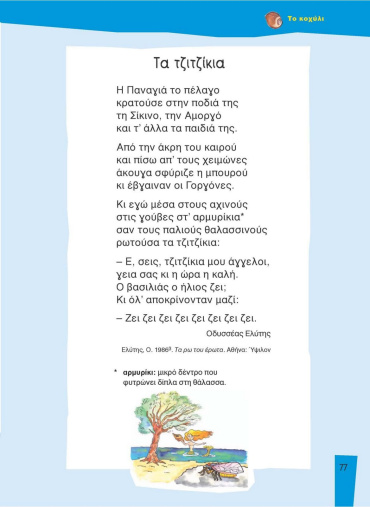 Το κοχύλι
Τα τζιτζίκια
Η Παναγιά το πέλαγο
κρατούσε στην ποδιά της
τη Σίκινο, την Αμοργό
και τ' άλλα τα παιδιά της.
Από την άκρη του καιρού
και πίσω απ' τους χειμώνες
άκουγα σφύριζε η μπουρού
κι έβγαιναν οι Γοργόνες.
Κι εγώ μέσα στους αχινούς
στις γούβες στ' αρμυρίκια*
σαν τους παλιούς θαλασσινούς
ρωτούσα τα τζιτζίκια:
– Ε, σεις, τζιτζίκια μου άγγελοι,
γεια σας κι η ώρα η καλή.
Ο βασιλιάς ο ήλιος ζει;
Κι όλ' αποκρίνονταν μαζί:
– Ζει ζει ζει ζει ζει ζει ζει ζει.
Οδυσσέας Ελύτης
Ελύτης, Ο. 1986⁵. Τα ρω του έρωτα. Αθήνα: Ύψιλον
* αρμυρίκι: μικρό δέντρο που
φυτρώνει δίπλα στη θάλασσα.
77